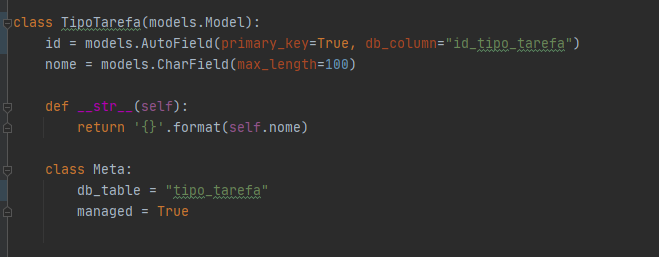 class TipoTarefa(models.Model):
    id = models.AutoField(primary_key=True, db_column="id_tipo_tarefa")
    nome = models.CharField(max_length=100)
    def __str__(self):
        return '{}'.format(self.nome)
    class Meta:
        db_table = "tipo_tarefa"
        managed = True